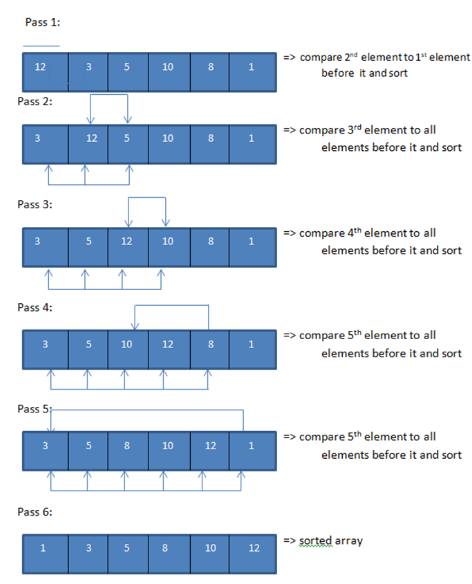 Pass 1:
12 3 5 10 8 1
=> compare 2nd element to 1st element
before it and sort
Pass 2:
3 12 5 10 8 1
=> compare 3rd element to all
elements before it and sort
Pass 3:
3 5 12 10 8 1
=> compare 4th element to all
elements before it and sort
Pass 4:
3 5 10 12 8 1
=> compare 5th element to all
elements before it and sort
Pass 5:
3 5 8 10 12 1
=> compare 5th element to all
elements before it and sort
Pass 6:
1 3 5 8 10 12
=> sorted array